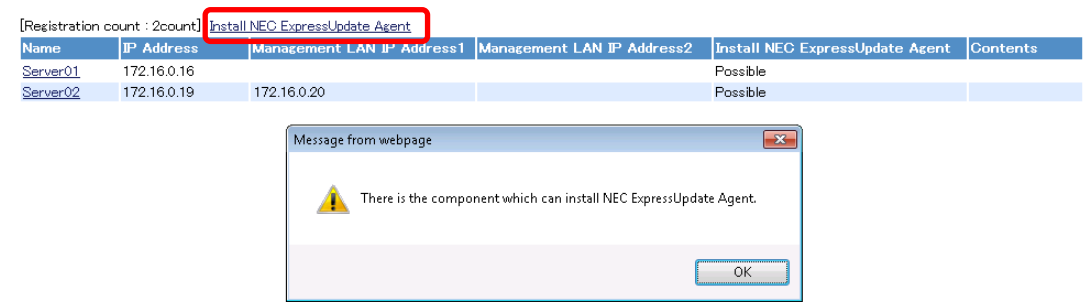 [Registration count : 2count] Install NEC ExpressUpdate Agent
Name IP Address Management LAN IP Address1 Management LAN IP Address2 Install NEC ExpressUpdate Agent Contents
Server01 172.16.0.16 Possible
Server02 172.16.0.19 172.16.0.20 Possible
Message from webpage
There is the component which can install NEC ExpressUpdate Agent.
OK